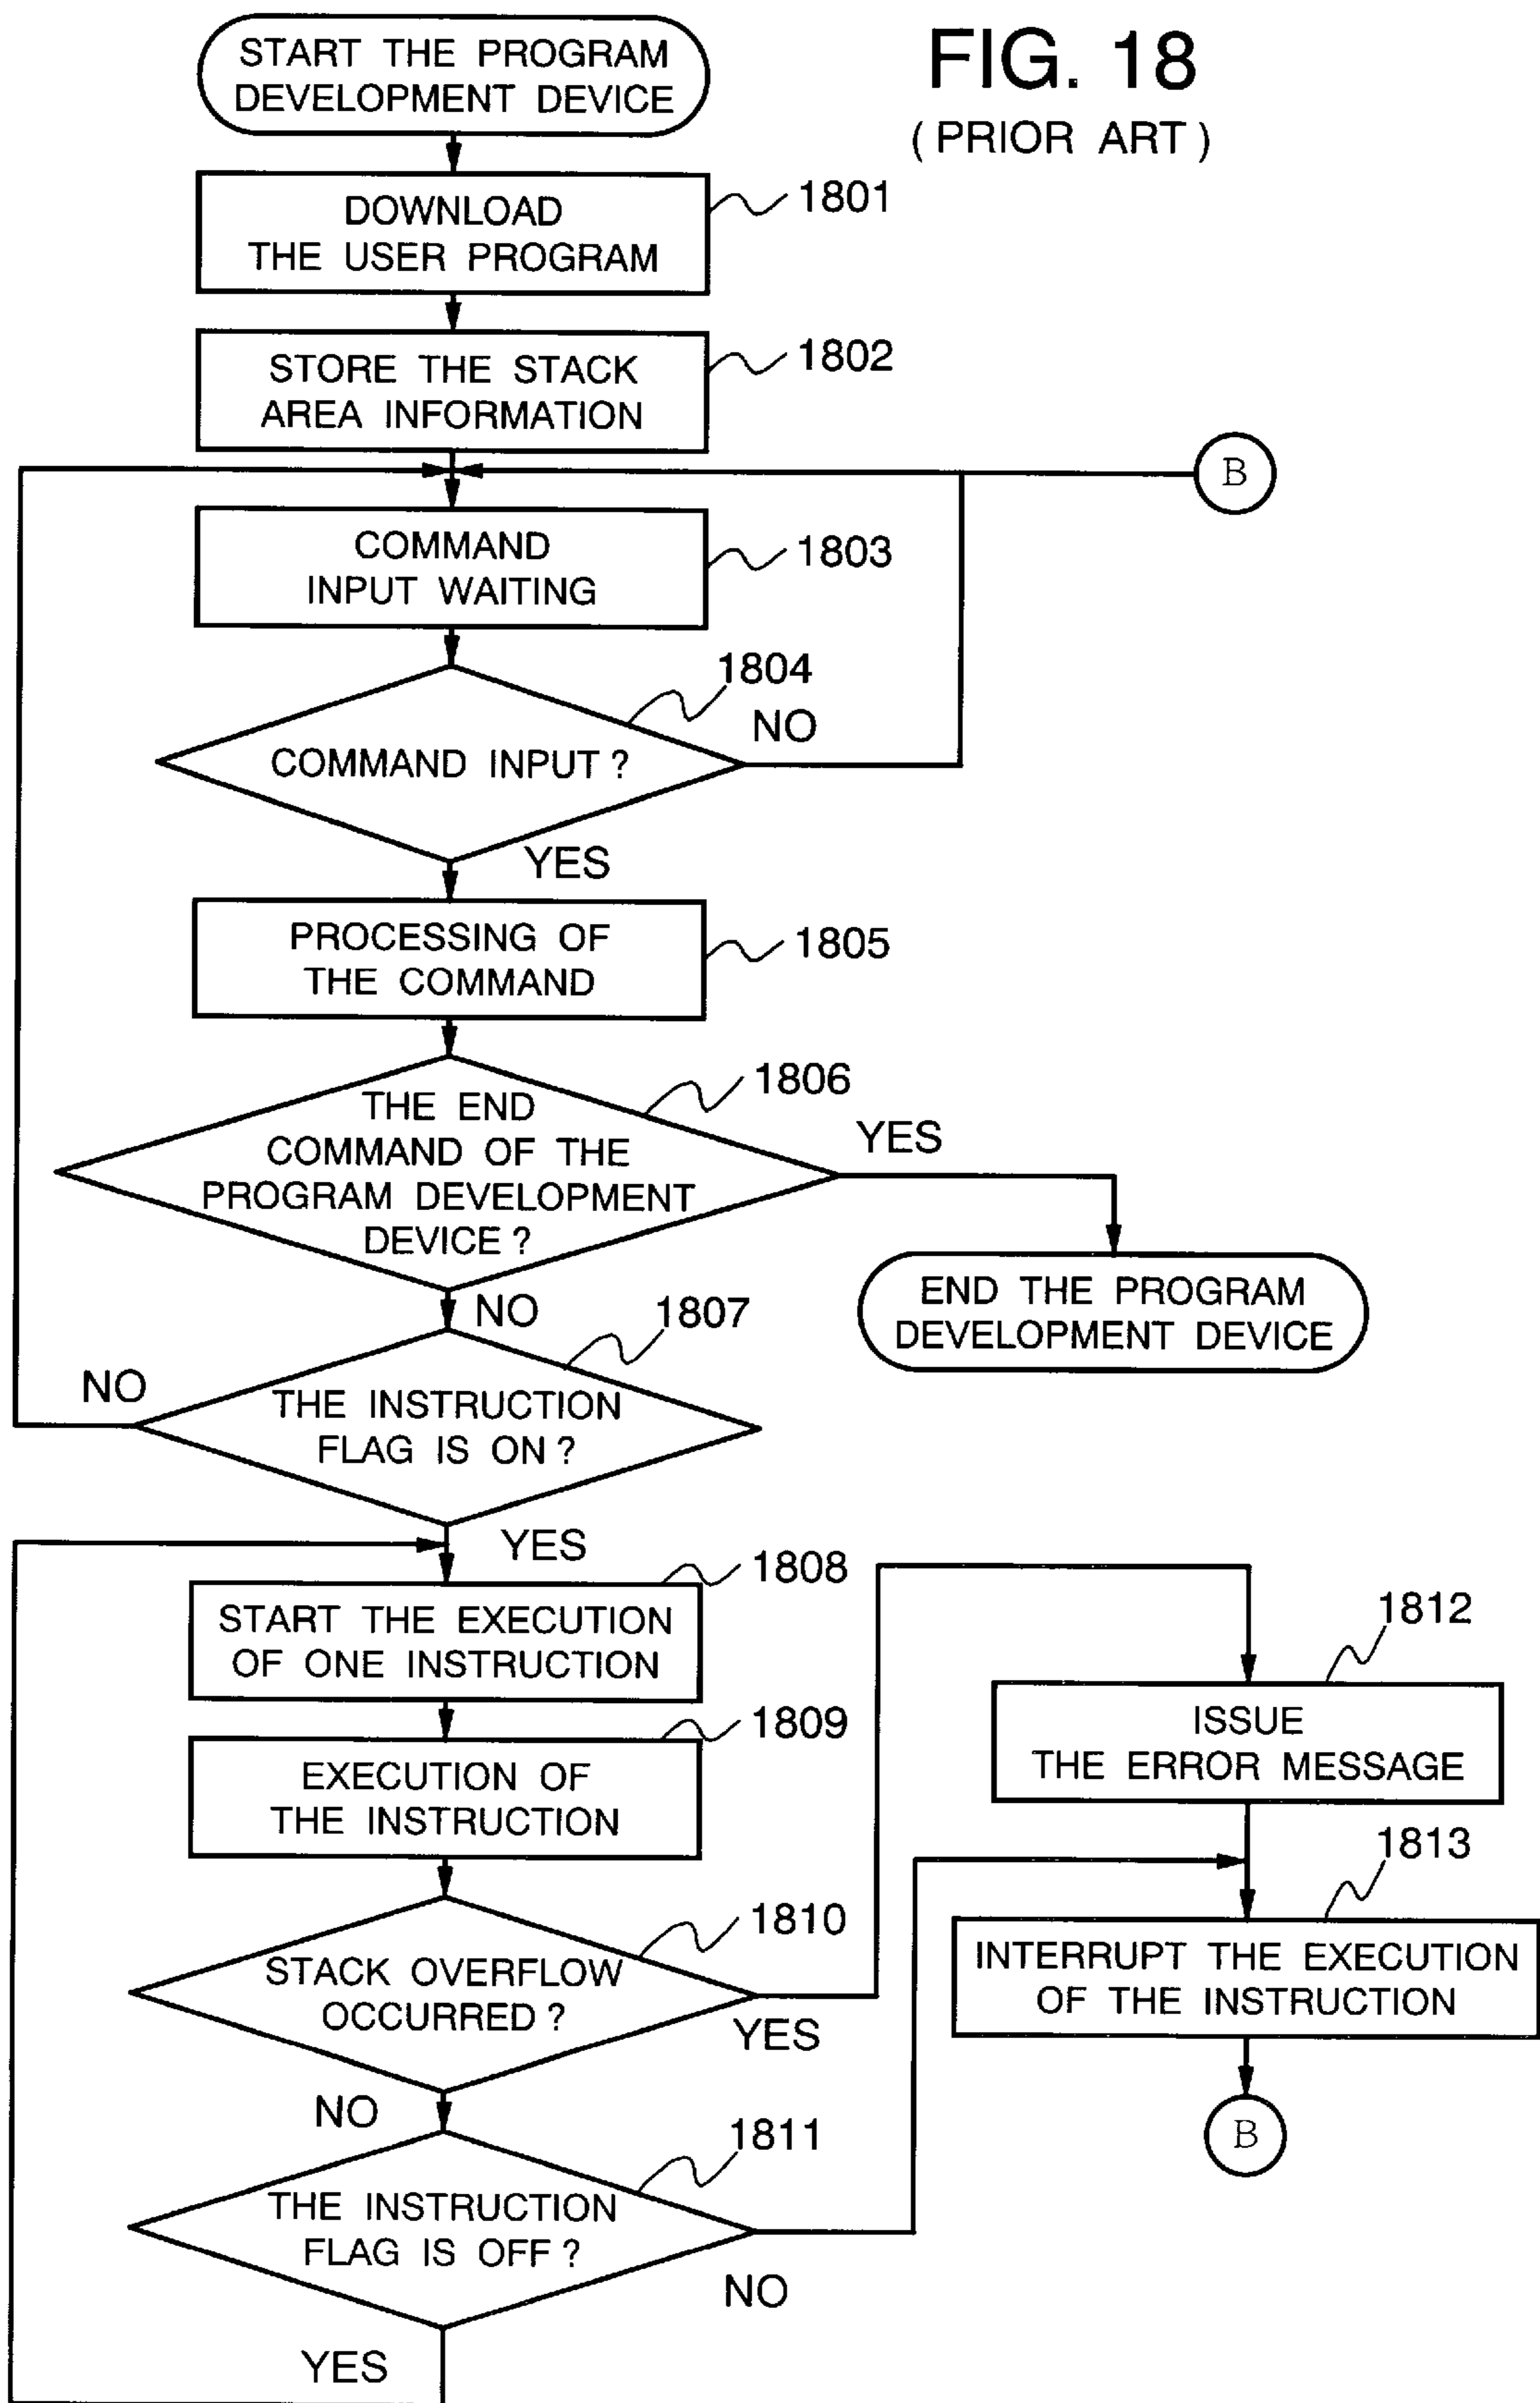 FIG. 18
( PRIOR ART )
START THE PROGRAM
DEVELOPMENT DEVICE
DOWNLOAD
THE USER PROGRAM
1801
STORE THE STACK
AREA INFORMATION
1802
B
COMMAND
INPUT WAITING
1803
1804
COMMAND INPUT ?
NO
YES
PROCESSING OF
THE COMMAND
1805
1806
THE END
COMMAND OF THE
PROGRAM DEVELOPMENT
DEVICE ?
YES
END THE PROGRAM
DEVELOPMENT DEVICE
NO
1807
THE INSTRUCTION
FLAG IS ON ?
NO
YES
1808
START THE EXECUTION
OF ONE INSTRUCTION
1809
EXECUTION OF
THE INSTRUCTION
1810
STACK OVERFLOW
OCCURRED ?
YES
NO
1811
THE INSTRUCTION
FLAG IS OFF ?
NO
YES
1812
ISSUE
THE ERROR MESSAGE
1813
INTERRUPT THE EXECUTION
OF THE INSTRUCTION
B